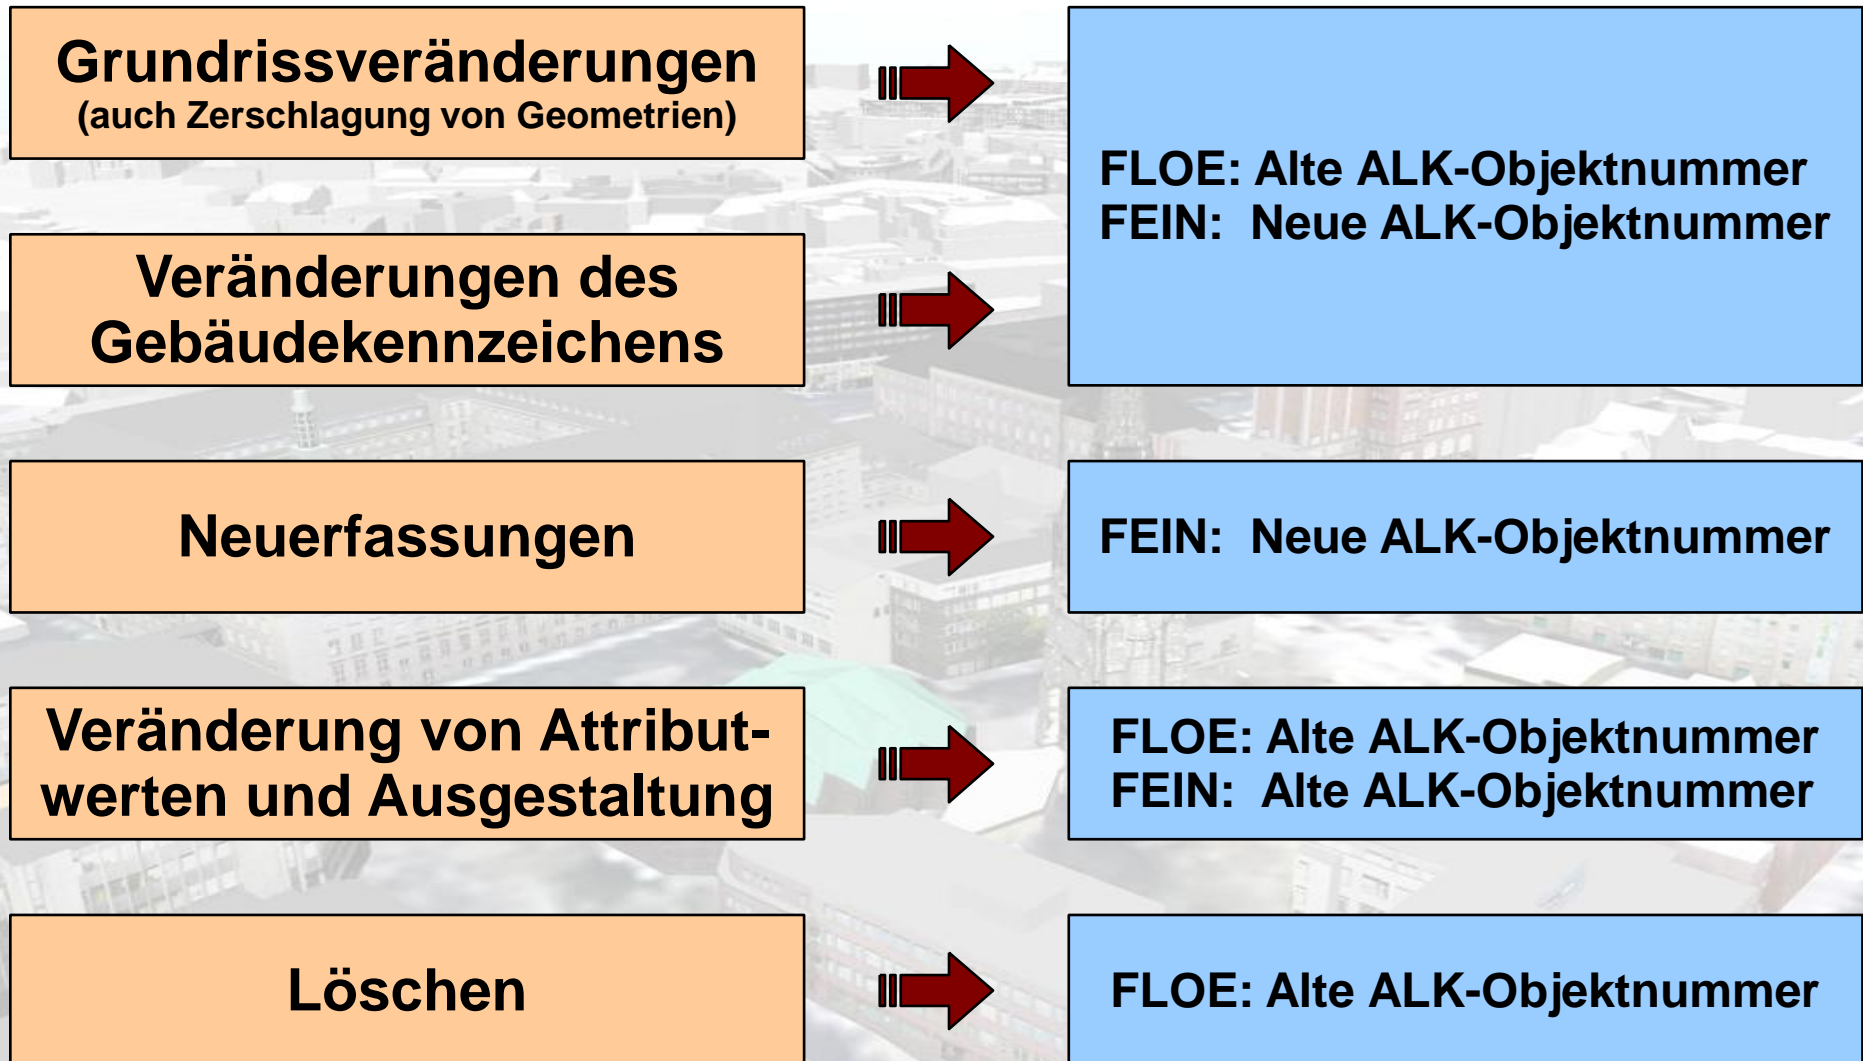 Grundrissveränderungen
(auch Zerschlagung von Geometrien)
FLOE: Alte ALK-Objektnummer
FEIN: Neue ALK-Objektnummer
Veränderungen des
Gebäudekennzeichens
Neuerfassungen
FEIN: Neue ALK-Objektnummer
Veränderung von Attribut-
werten und Ausgestaltung
FLOE: Alte ALK-Objektnummer
FEIN: Alte ALK-Objektnummer
Löschen
FLOE: Alte ALK-Objektnummer